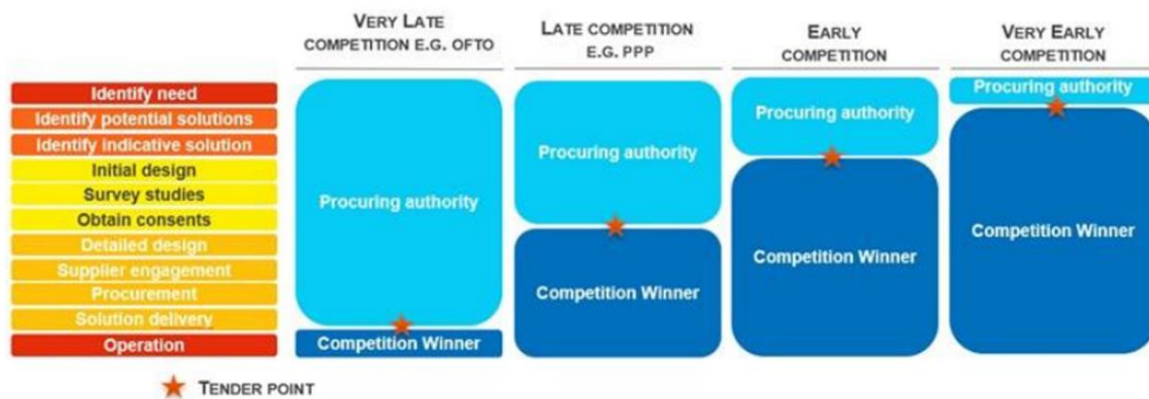 VERY LATE
COMPETITION E.G. OFTO
LATE COMPETITION
E.G. PPP
EARLY
COMPETITION
VERY EARLY
COMPETITION
Identify need
Identify potential solutions
Identify indicative solution
Initial design
Survey studies
Obtain consents
Detailed design
Supplier engagement
Procurement
Solution delivery
Operation
Procuring authority
Competition Winner
Procuring authority
Competition Winner
Procuring authority
Competition Winner
Procuring authority
Competition Winner
TENDER POINT